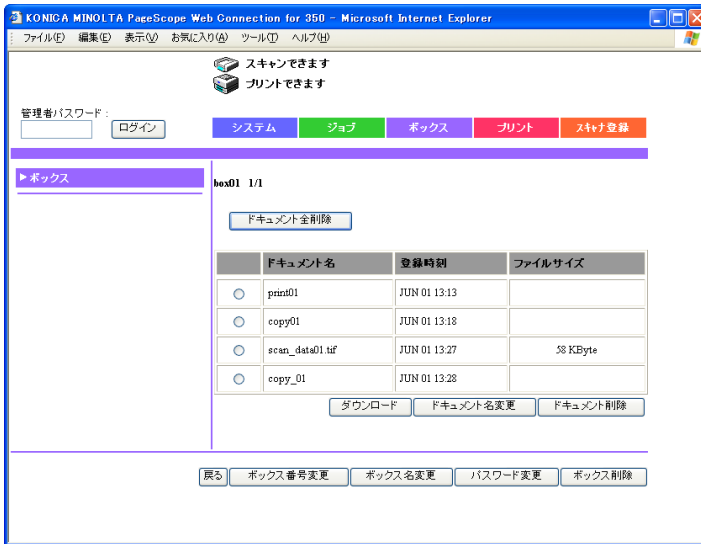 KONICA MINOLTA PageScope Web Connection for 350 - Microsoft Internet Explorer
ファイル(F) 編集(E) 表示(V) お気に入り(A) ツール(T) ヘルプ(H)
スキャンできます
プリントできます
管理者パスワード :
ログイン
システム ジョブ ボックス プリント スキャナ登録
▶ボックス
box01 1/1
ドキュメント全削除
ドキュメント名 登録時刻 ファイルサイズ
print01 JUN 01 13:13
copy01 JUN 01 13:18
scan_data01.tif JUN 01 13:27 58 KByte
copy_01 JUN 01 13:28
ダウンロード ドキュメント名変更 ドキュメント削除
戻る ボックス番号変更 ボックス名変更 パスワード変更 ボックス削除